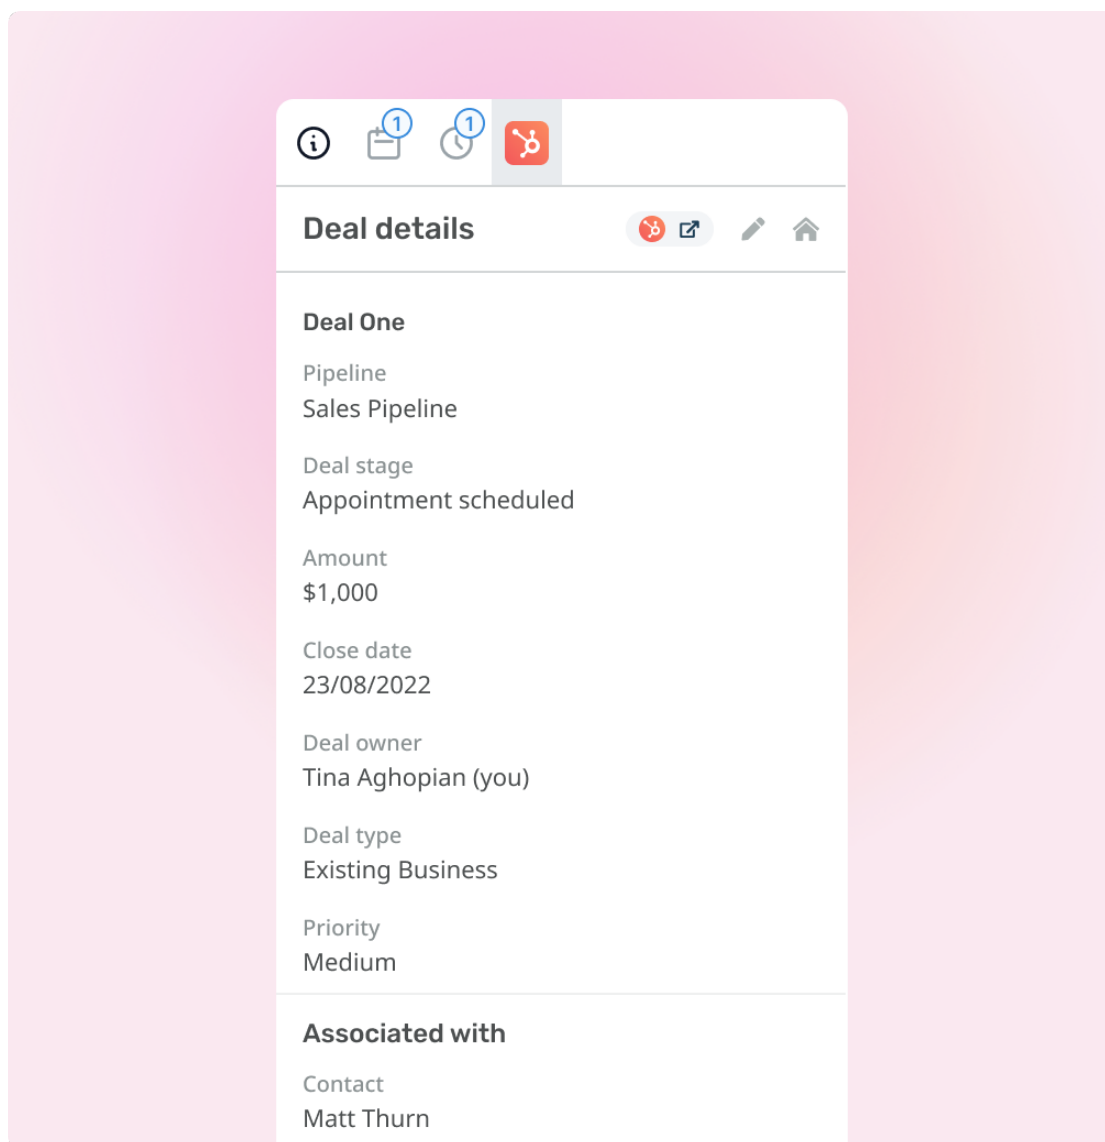 1
1
Deal details
Deal One
Pipeline
Sales Pipeline
Deal stage
Appointment scheduled
Amount
$1,000
Close date
23/08/2022
Deal owner
Tina Aghopian (you)
Deal type
Existing Business
Priority
Medium
Associated with
Contact
Matt Thurn